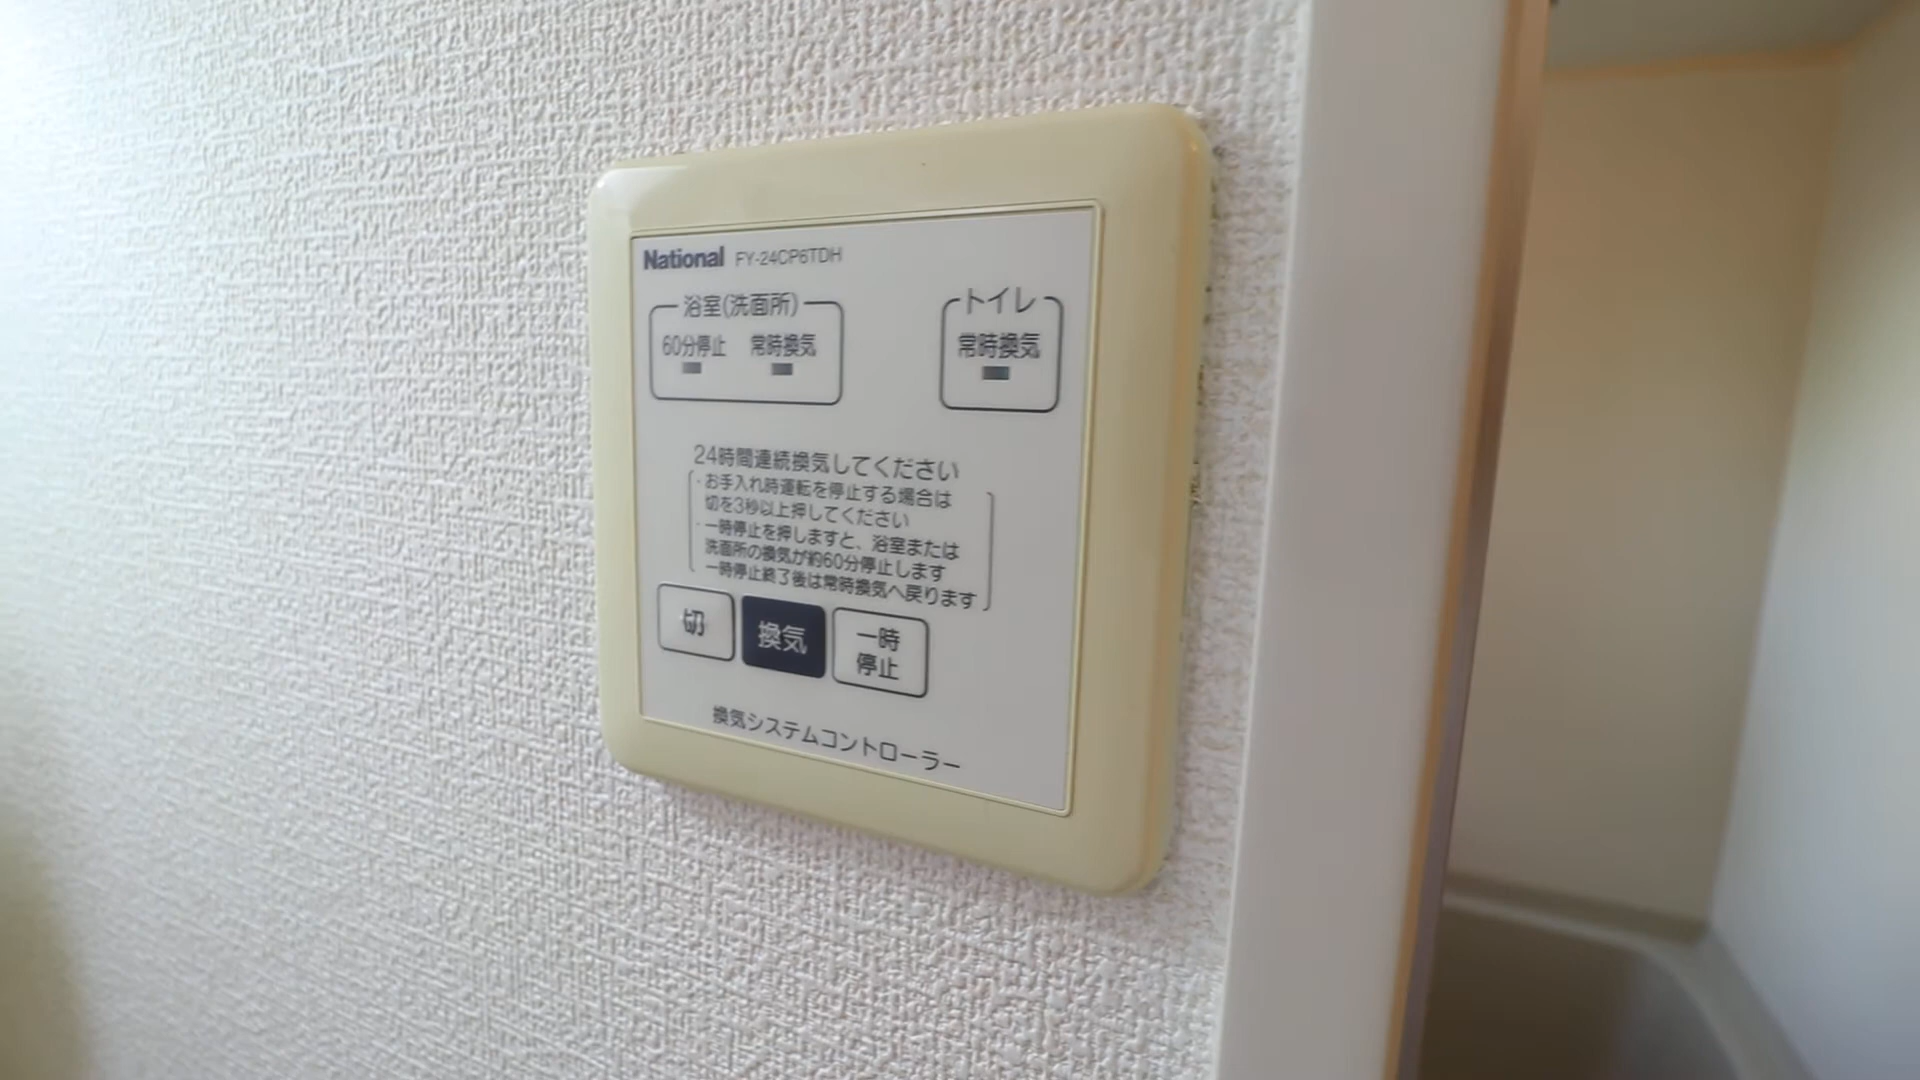 National FY-24CP6TDH
浴室(洗面所)
60分停止 常時換気
トイレ
常時換気
24時間連続換気してください
・お手入れ時運転を停止する場合は
切を3秒以上押してください
・一時停止を押しますと、浴室または
洗面所の換気が約60分停止します
一時停止終了後は常時換気へ戻ります
切
換気
一時
停止
換気システムコントローラー